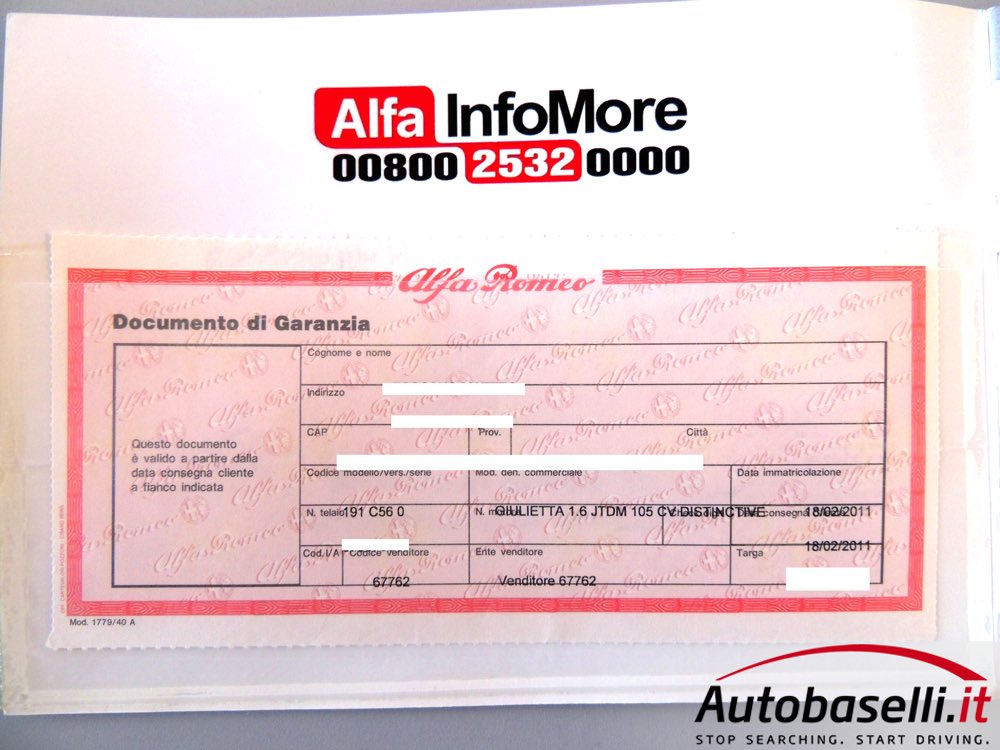 Alfa InfoMore
00800 2532 0000
Alfa Romeo
Documento di Garanzia
Cognome e nome
Indirizzo
CAP Prov. Città
Questo documento
è valido a partire dalla
data consegna cliente
a fianco indicata
Codice modello/vers./serie Mod. den. commerciale Data immatricolazione
N. telaio 191 C56 0 N. GIULIETTA 1.6 JTDM 105 CV DISTINCTIVE consegna 18/02/2011
Cod. I/A Codice venditore Ente venditore Targa 18/02/2011
67762 Venditore 67762
Mod. 1779/40 A
Autobaselli.it
STOP SEARCHING. START DRIVING.